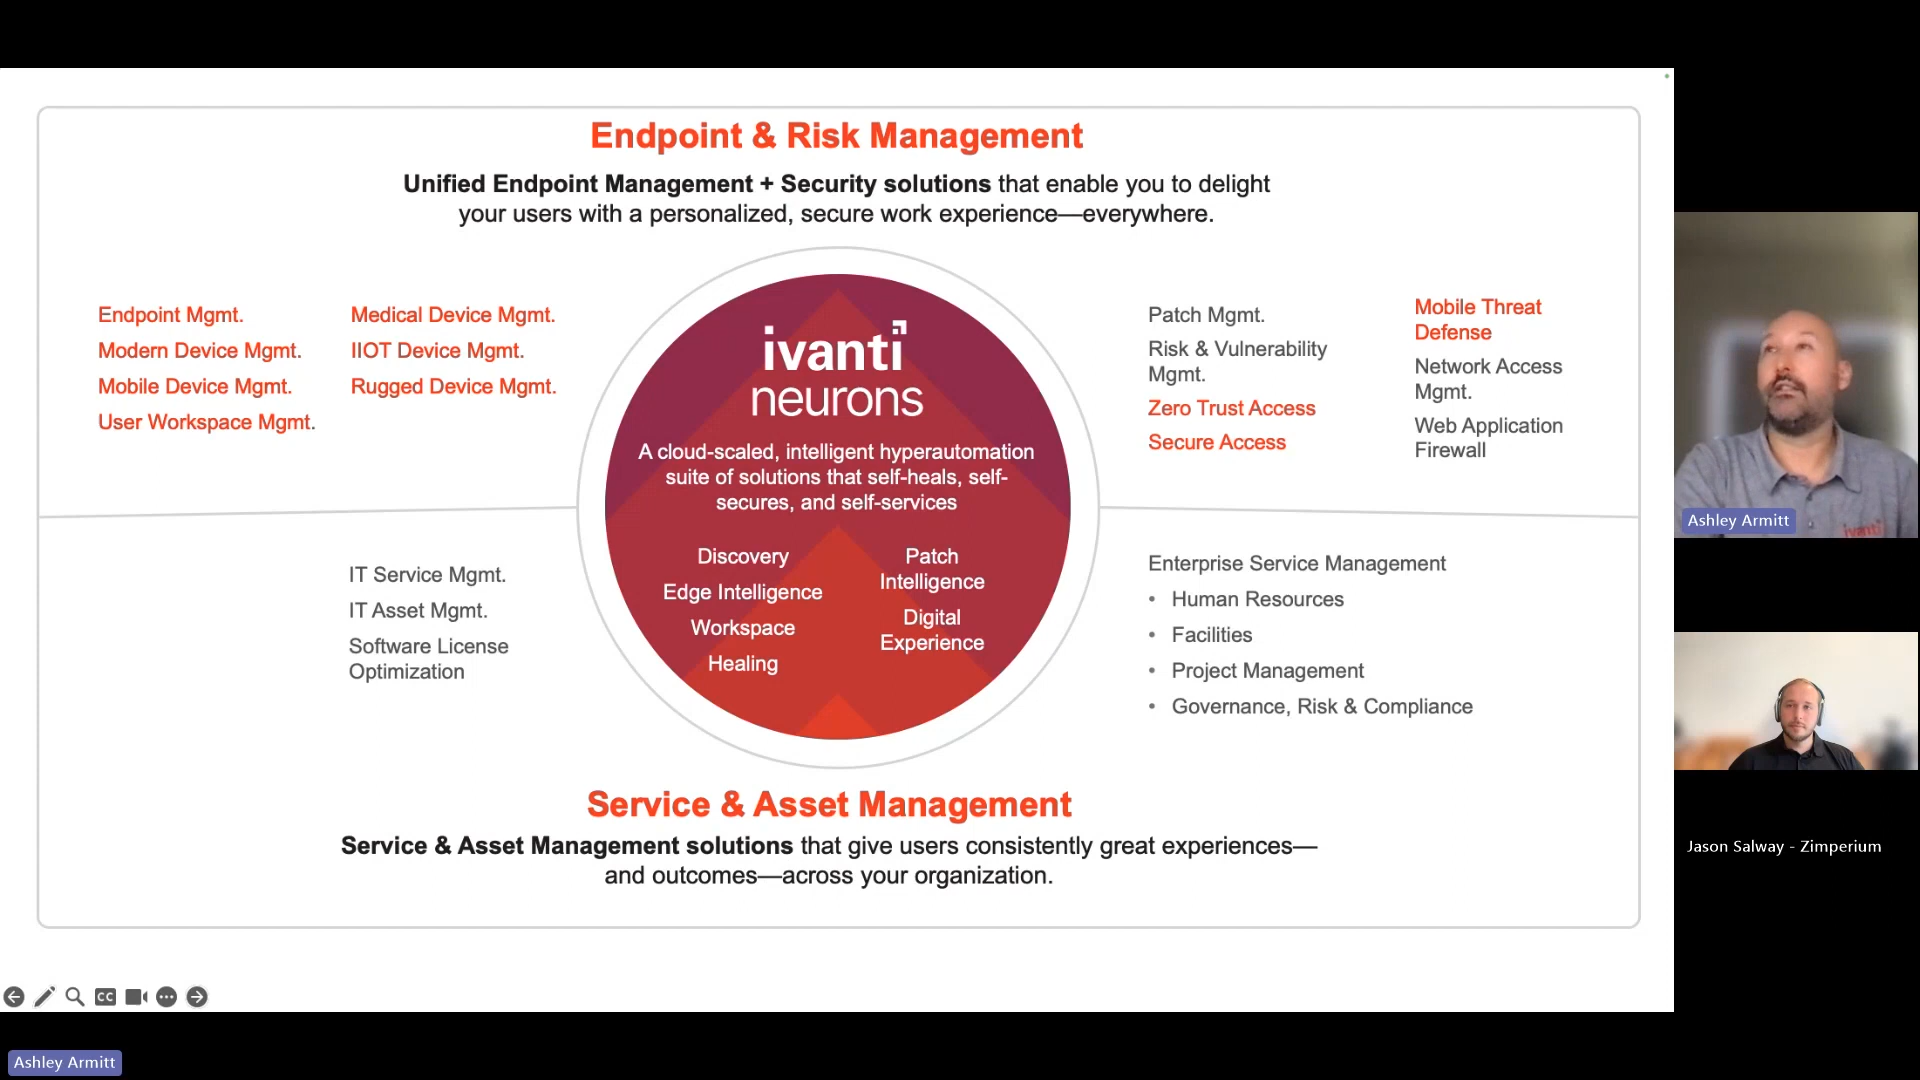 Endpoint & Risk Management
Unified Endpoint Management + Security solutions that enable you to delight
your users with a personalized, secure work experience—everywhere.
Endpoint Mgmt.
Modern Device Mgmt.
Mobile Device Mgmt.
User Workspace Mgmt.
Medical Device Mgmt.
IIOT Device Mgmt.
Rugged Device Mgmt.
ivanti
neurons
A cloud-scaled, intelligent hyperautomation
suite of solutions that self-heals, self-
secures, and self-services
Discovery
Edge Intelligence
Workspace
Healing
Patch
Intelligence
Digital
Experience
Patch Mgmt.
Risk & Vulnerability
Mgmt.
Zero Trust Access
Secure Access
Mobile Threat
Defense
Network Access
Mgmt.
Web Application
Firewall
IT Service Mgmt.
IT Asset Mgmt.
Software License
Optimization
Enterprise Service Management
• Human Resources
• Facilities
• Project Management
• Governance, Risk & Compliance
Service & Asset Management
Service & Asset Management solutions that give users consistently great experiences—
and outcomes—across your organization.
CC
ivanti
Ashley Armitt
Jason Salway - Zimperium
Ashley Armitt